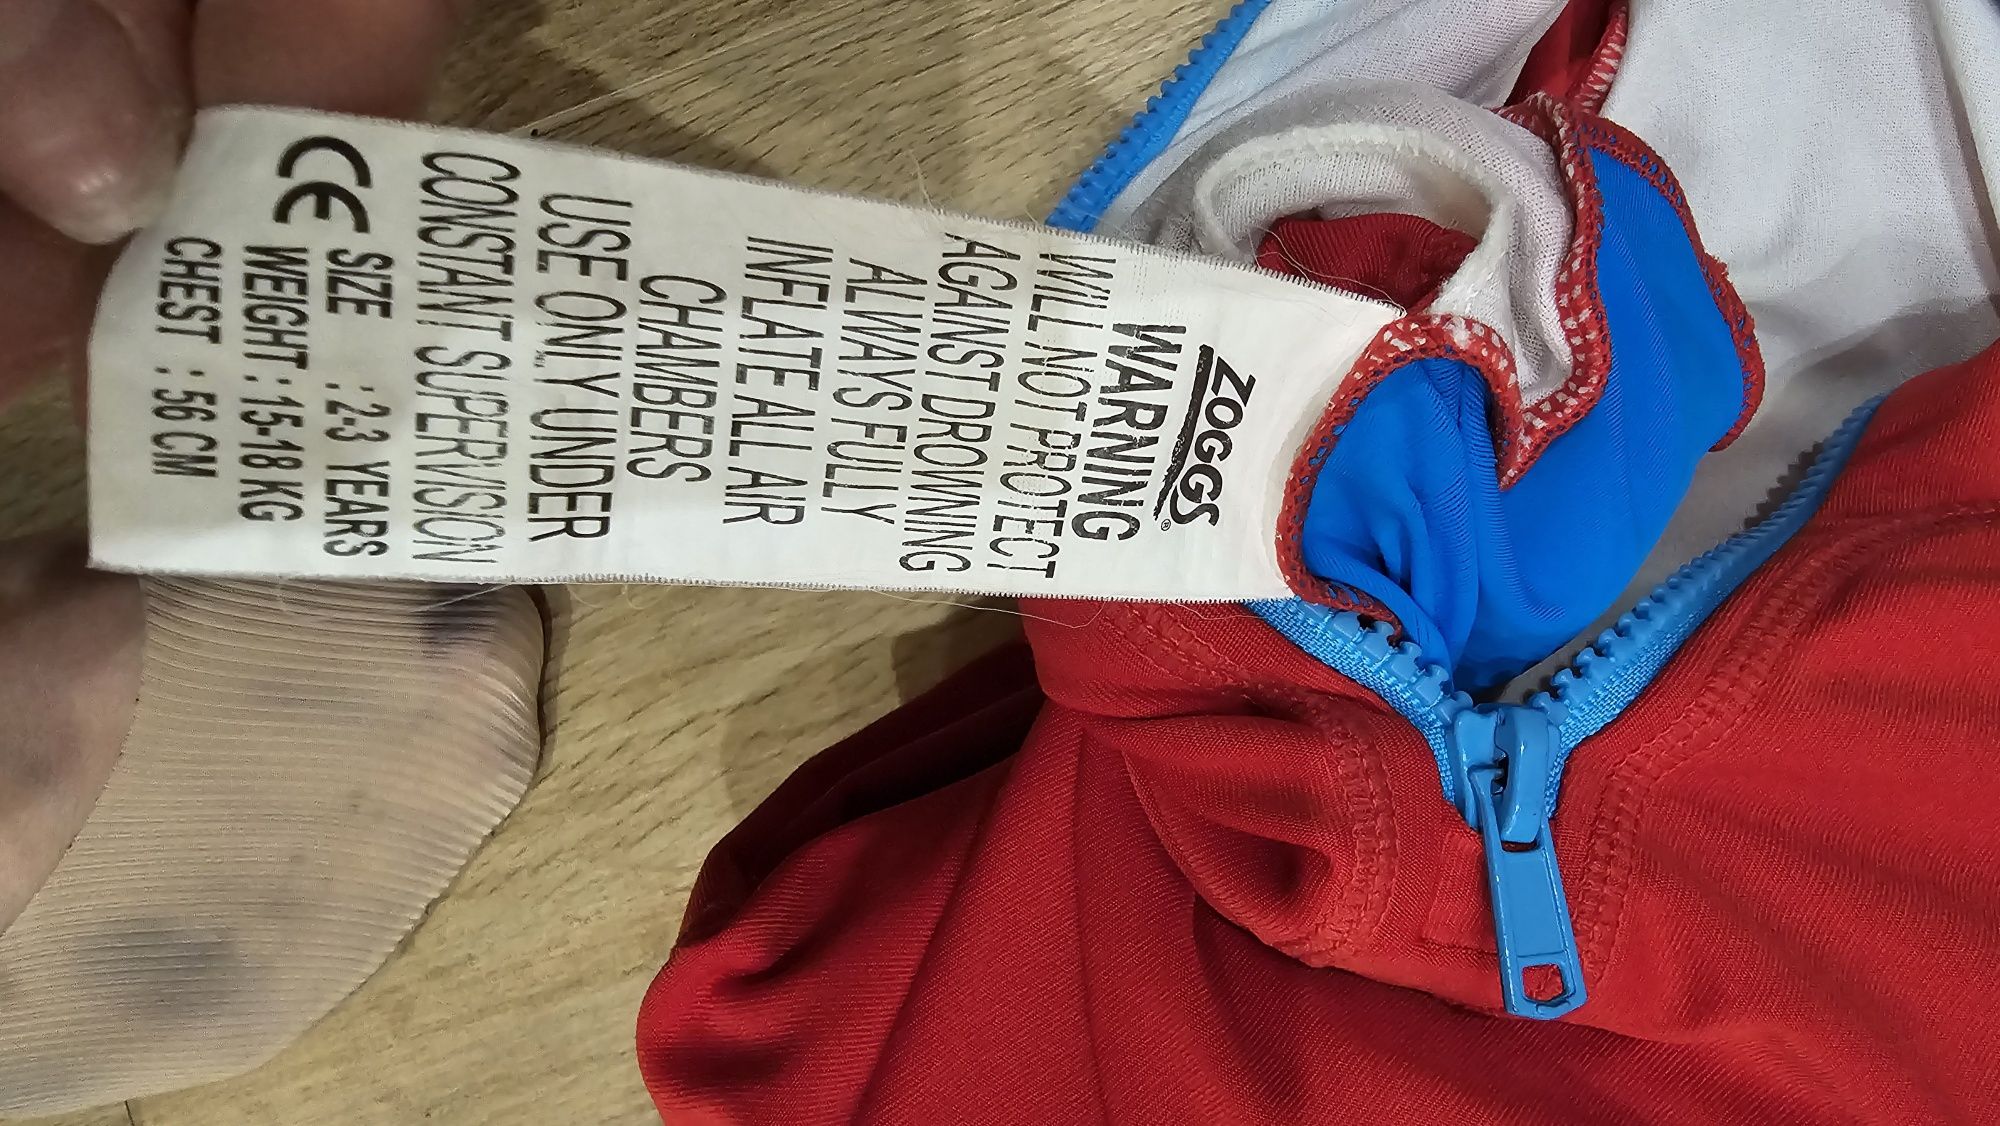 ZOGGS®
WARNING
WILL NOT PROTECT
AGAINST DROWNING
ALWAYS FULLY
INFLATE ALL AIR
CHAMBERS
USE ONLY UNDER
CONSTANT SUPERVISION
CE SIZE : 2-3 YEARS
WEIGHT : 15-18 KG
CHEST : 56 CM